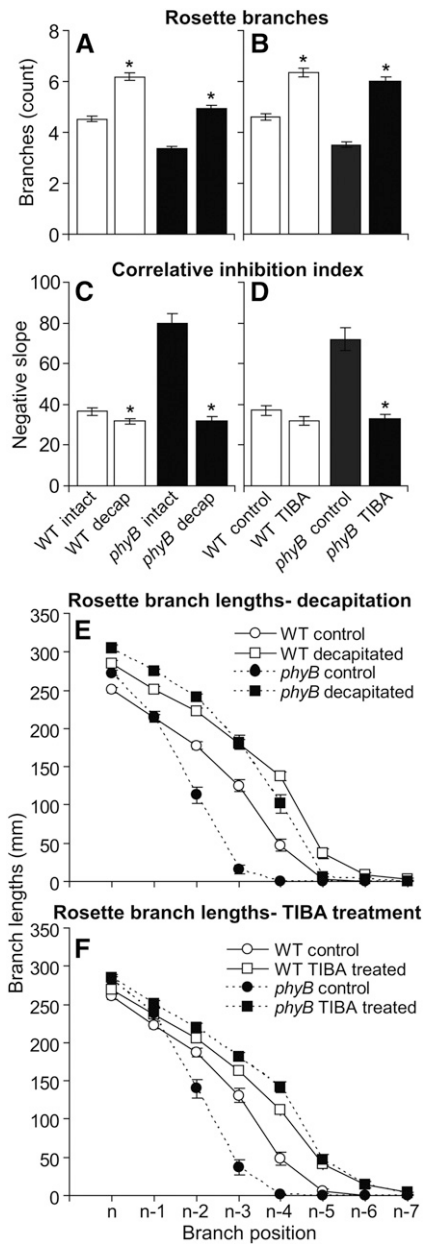 Rosette branches
A
B
Branches (count)
8
6
4
2
0
*
*
*
*
Correlative inhibition index
C
D
Negative slope
100
80
60
40
20
0
*
*
*
WT intact
WT decap
phyB intact
phyB decap
WT control
WT TIBA
phyB control
phyB TIBA
Rosette branch lengths- decapitation
E
WT control
WT decapitated
phyB control
phyB decapitated
350
300
250
200
150
100
50
0
Branch lengths (mm)
Rosette branch lengths- TIBA treatment
F
WT control
WT TIBA treated
phyB control
phyB TIBA treated
350
300
250
200
150
100
50
0
n n-1 n-2 n-3 n-4 n-5 n-6 n-7
Branch position